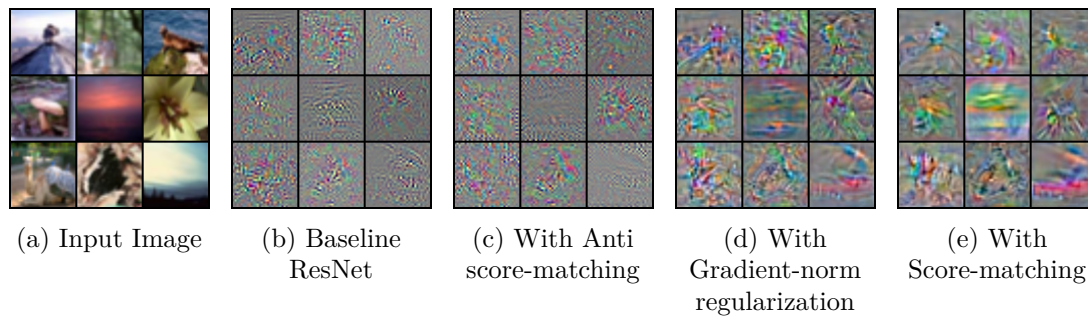 (a) Input Image
(b) Baseline
ResNet
(c) With Anti
score-matching
(d) With
Gradient-norm
regularization
(e) With
Score-matching